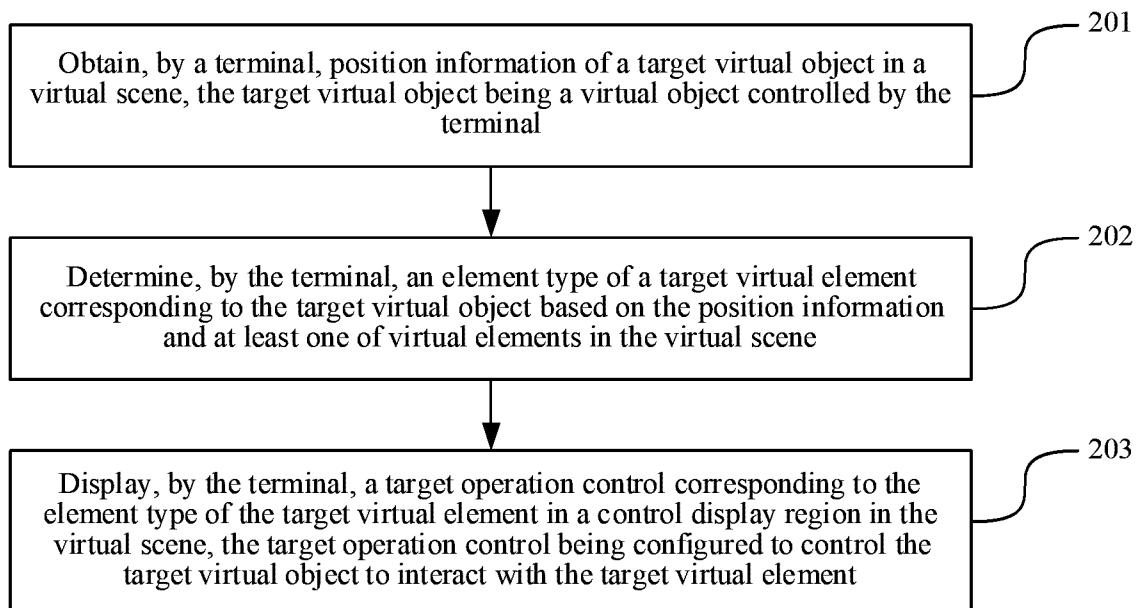 201
Obtain, by a terminal, position information of a target virtual object in a
virtual scene, the target virtual object being a virtual object controlled by the
terminal
202
Determine, by the terminal, an element type of a target virtual element
corresponding to the target virtual object based on the position information
and at least one of virtual elements in the virtual scene
203
Display, by the terminal, a target operation control corresponding to the
element type of the target virtual element in a control display region in the
virtual scene, the target operation control being configured to control the
target virtual object to interact with the target virtual element